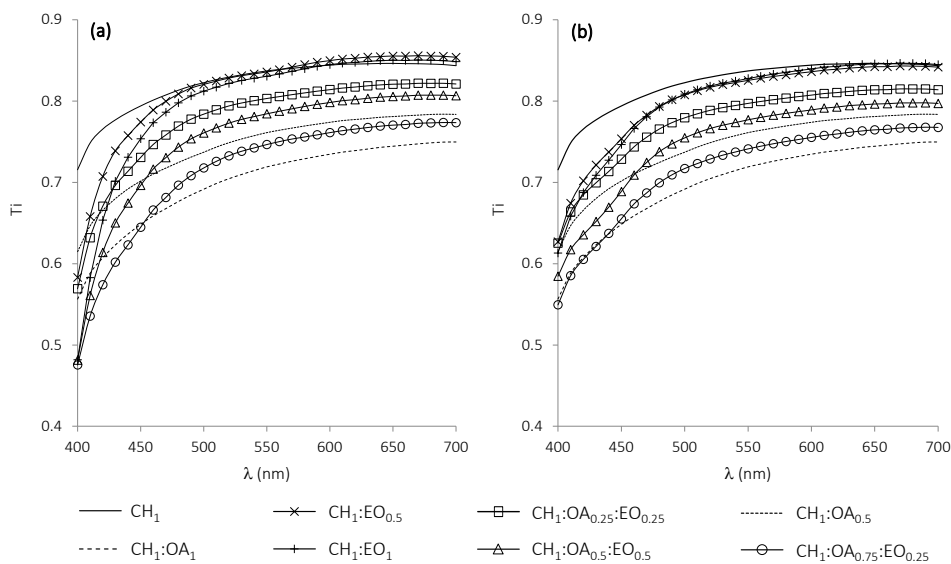 (a)
0.9
0.8
0.7
0.6
0.5
0.4
Ti
400 450 500 550 600 650 700
λ (nm)
(b)
0.9
0.8
0.7
0.6
0.5
0.4
Ti
400 450 500 550 600 650 700
λ (nm)
CH₁ CH₁:EO₀.₅ CH₁:OA₀.₂₅:EO₀.₂₅ CH₁:OA₀.₅
CH₁:OA₁ CH₁:EO₁ CH₁:OA₀.₅:EO₀.₅ CH₁:OA₀.₇₅:EO₀.₂₅